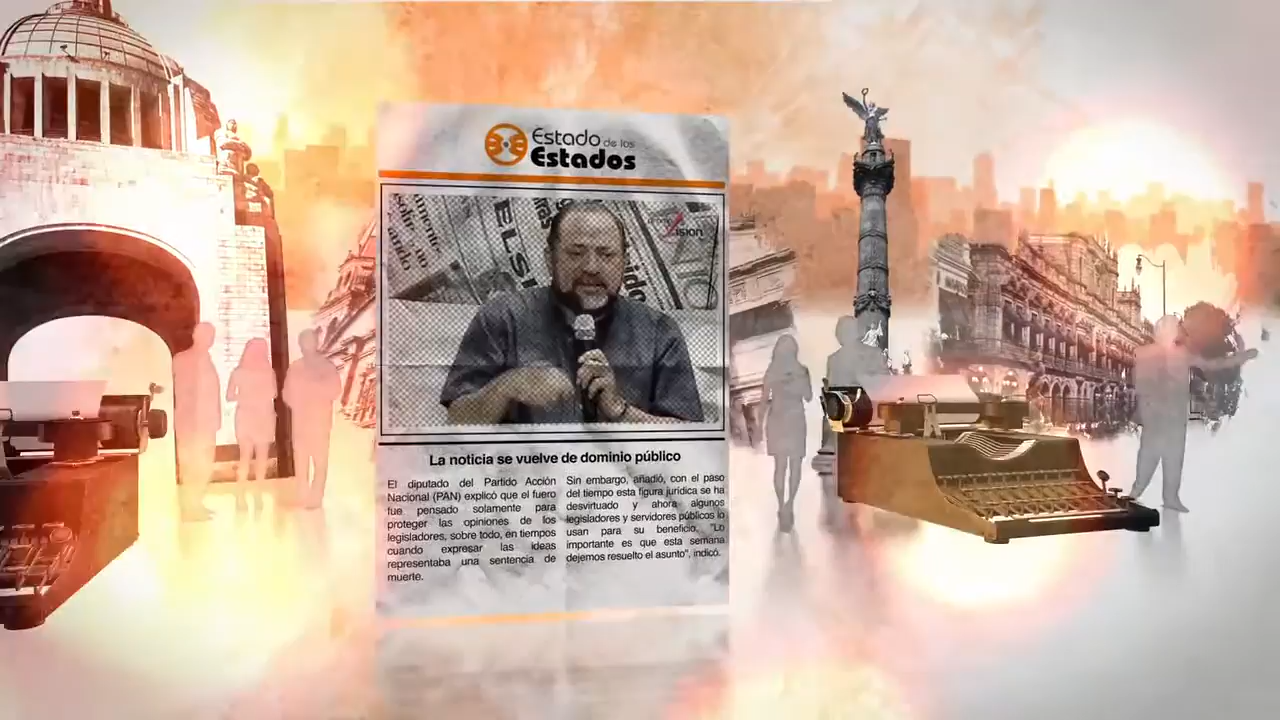 Estado de los
Estados
ision
La noticia se vuelve de dominio público
El diputado del Partido Acción
Nacional (PAN) explicó que el fuero
fue pensado solamente para
proteger las opiniones de los
legisladores, sobre todo, en tiempos
cuando expresar las ideas
representaba una sentencia de
muerte.
Sin embargo, añadió, con el paso
del tiempo esta figura jurídica se ha
desvirtuado y ahora algunos
legisladores y servidores públicos lo
usan para su beneficio. "Lo
importante es que esta semana
dejemos resuelto el asunto", indicó.